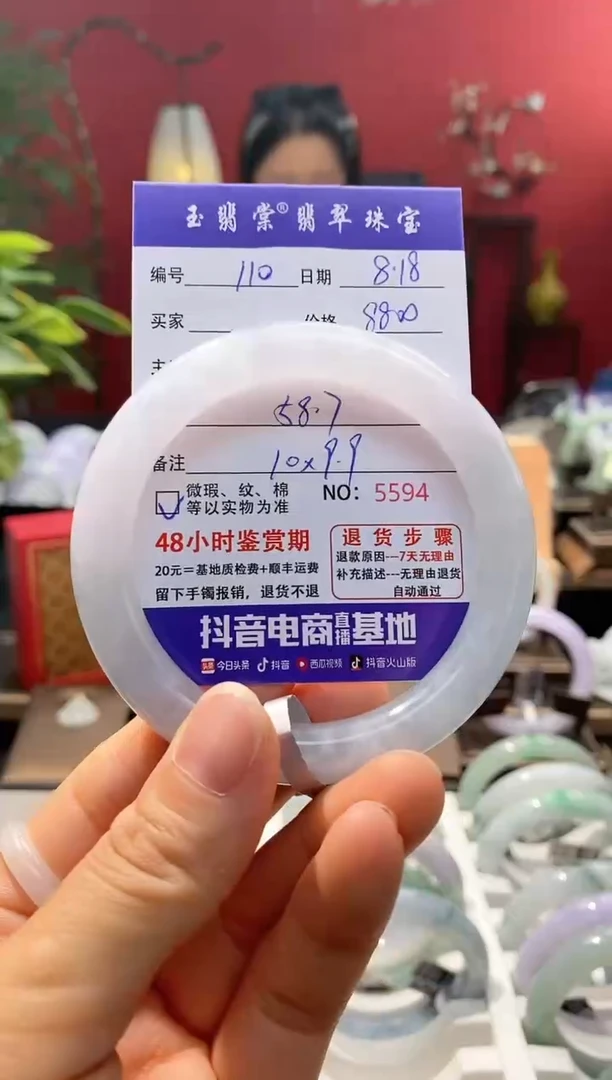 玉翡棠®翡翠珠宝
编号 110 日期 8.18
买家 价格 8800
58.7
备注 10×9.9
微瑕、纹、棉 NO: 5594
等以实物为准
48小时鉴赏期
20元=基地质检费+顺丰运费
留下手镯报销，退货不退
退货步骤
退款原因---7天无理由
补充描述---无理由退货
自动通过
抖音电商直播基地
头条 今日头条 抖音 西瓜视频 抖音火山版